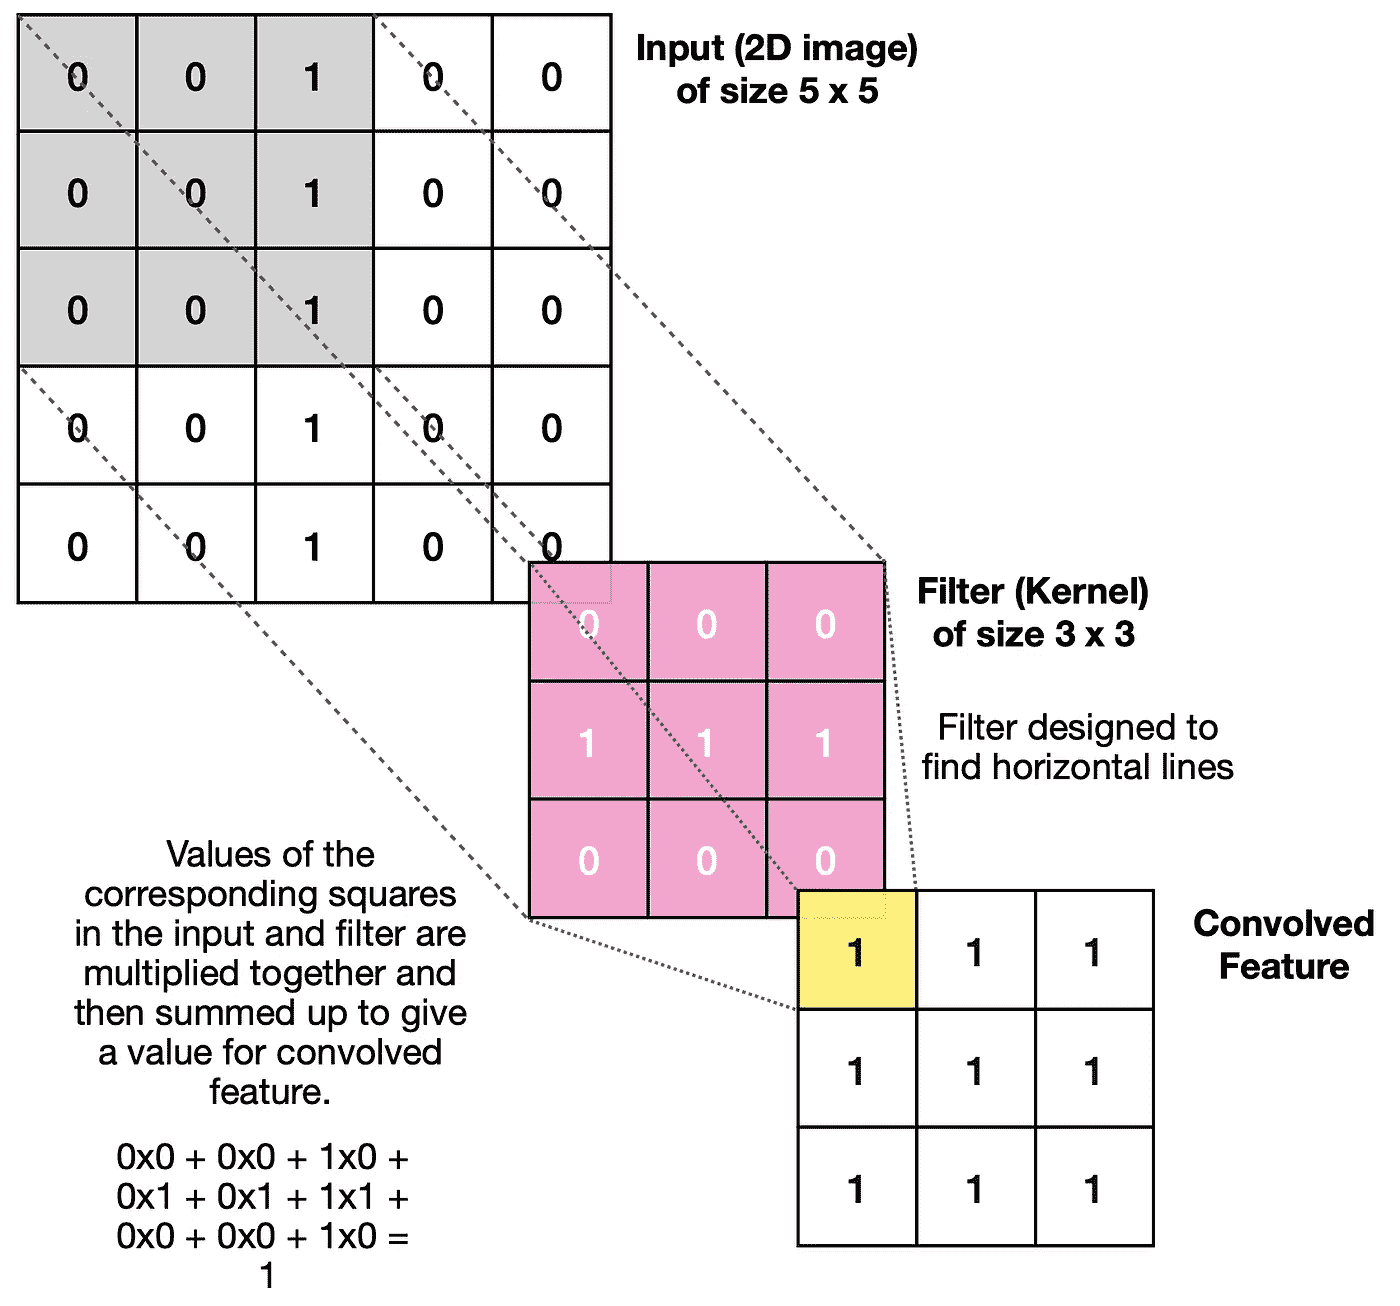 0 0 1 0 0
0 0 1 0 0
0 0 1 0 0
0 0 1 0 0
0 0 1 0 0
Input (2D image)
of size 5 x 5
0 0 0
1 1 1
0 0 0
Filter (Kernel)
of size 3 x 3
Filter designed to
find horizontal lines
Values of the
corresponding squares
in the input and filter are
multiplied together and
then summed up to give
a value for convolved
feature.
0x0 + 0x0 + 1x0 +
0x1 + 0x1 + 1x1 +
0x0 + 0x0 + 1x0 =
1
1 1 1
1 1 1
1 1 1
Convolved
Feature